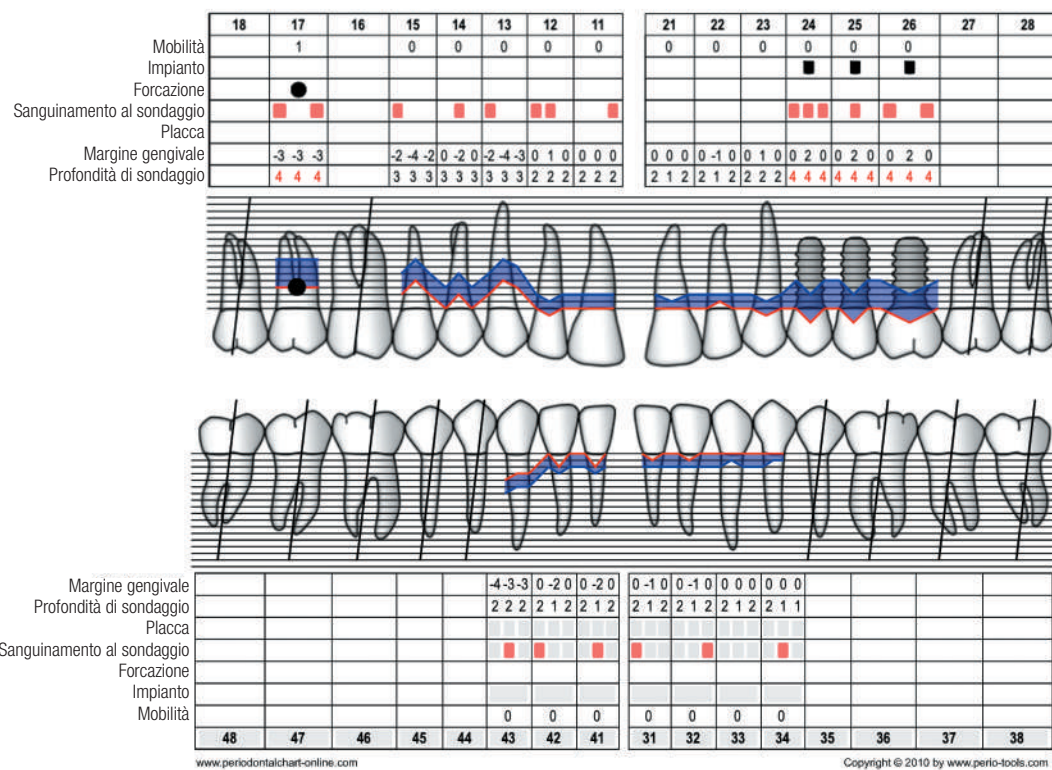 18 17 16 15 14 13 12 11 21 22 23 24 25 26 27 28
Mobilità 1 0 0 0 0 0 0 0 0 0 0 0
Impianto
Forcazione
Sanguinamento al sondaggio
Placca
Margine gengivale -3 -3 -3 -2 -4 -2 0 -2 0 -2 -4 -3 0 1 0 0 0 0 0 0 0 0 -1 0 0 1 0 0 2 0 0 2 0 0 2 0
Profondità di sondaggio 4 4 4 3 3 3 3 3 3 3 3 3 2 2 2 2 2 2 2 1 2 2 1 2 2 2 2 4 4 4 4 4 4 4 4 4
Margine gengivale -4 -3 -3 0 -2 0 0 -2 0 0 -1 0 0 -1 0 0 0 0 0 0 0
Profondità di sondaggio 2 2 2 2 1 2 2 1 2 2 1 2 2 1 2 2 1 2 2 1 1
Placca
Sanguinamento al sondaggio
Forcazione
Impianto
Mobilità 0 0 0 0 0 0 0
48 47 46 45 44 43 42 41 31 32 33 34 35 36 37 38
www.periodontalchart-online.com Copyright © 2010 by www.perio-tools.com